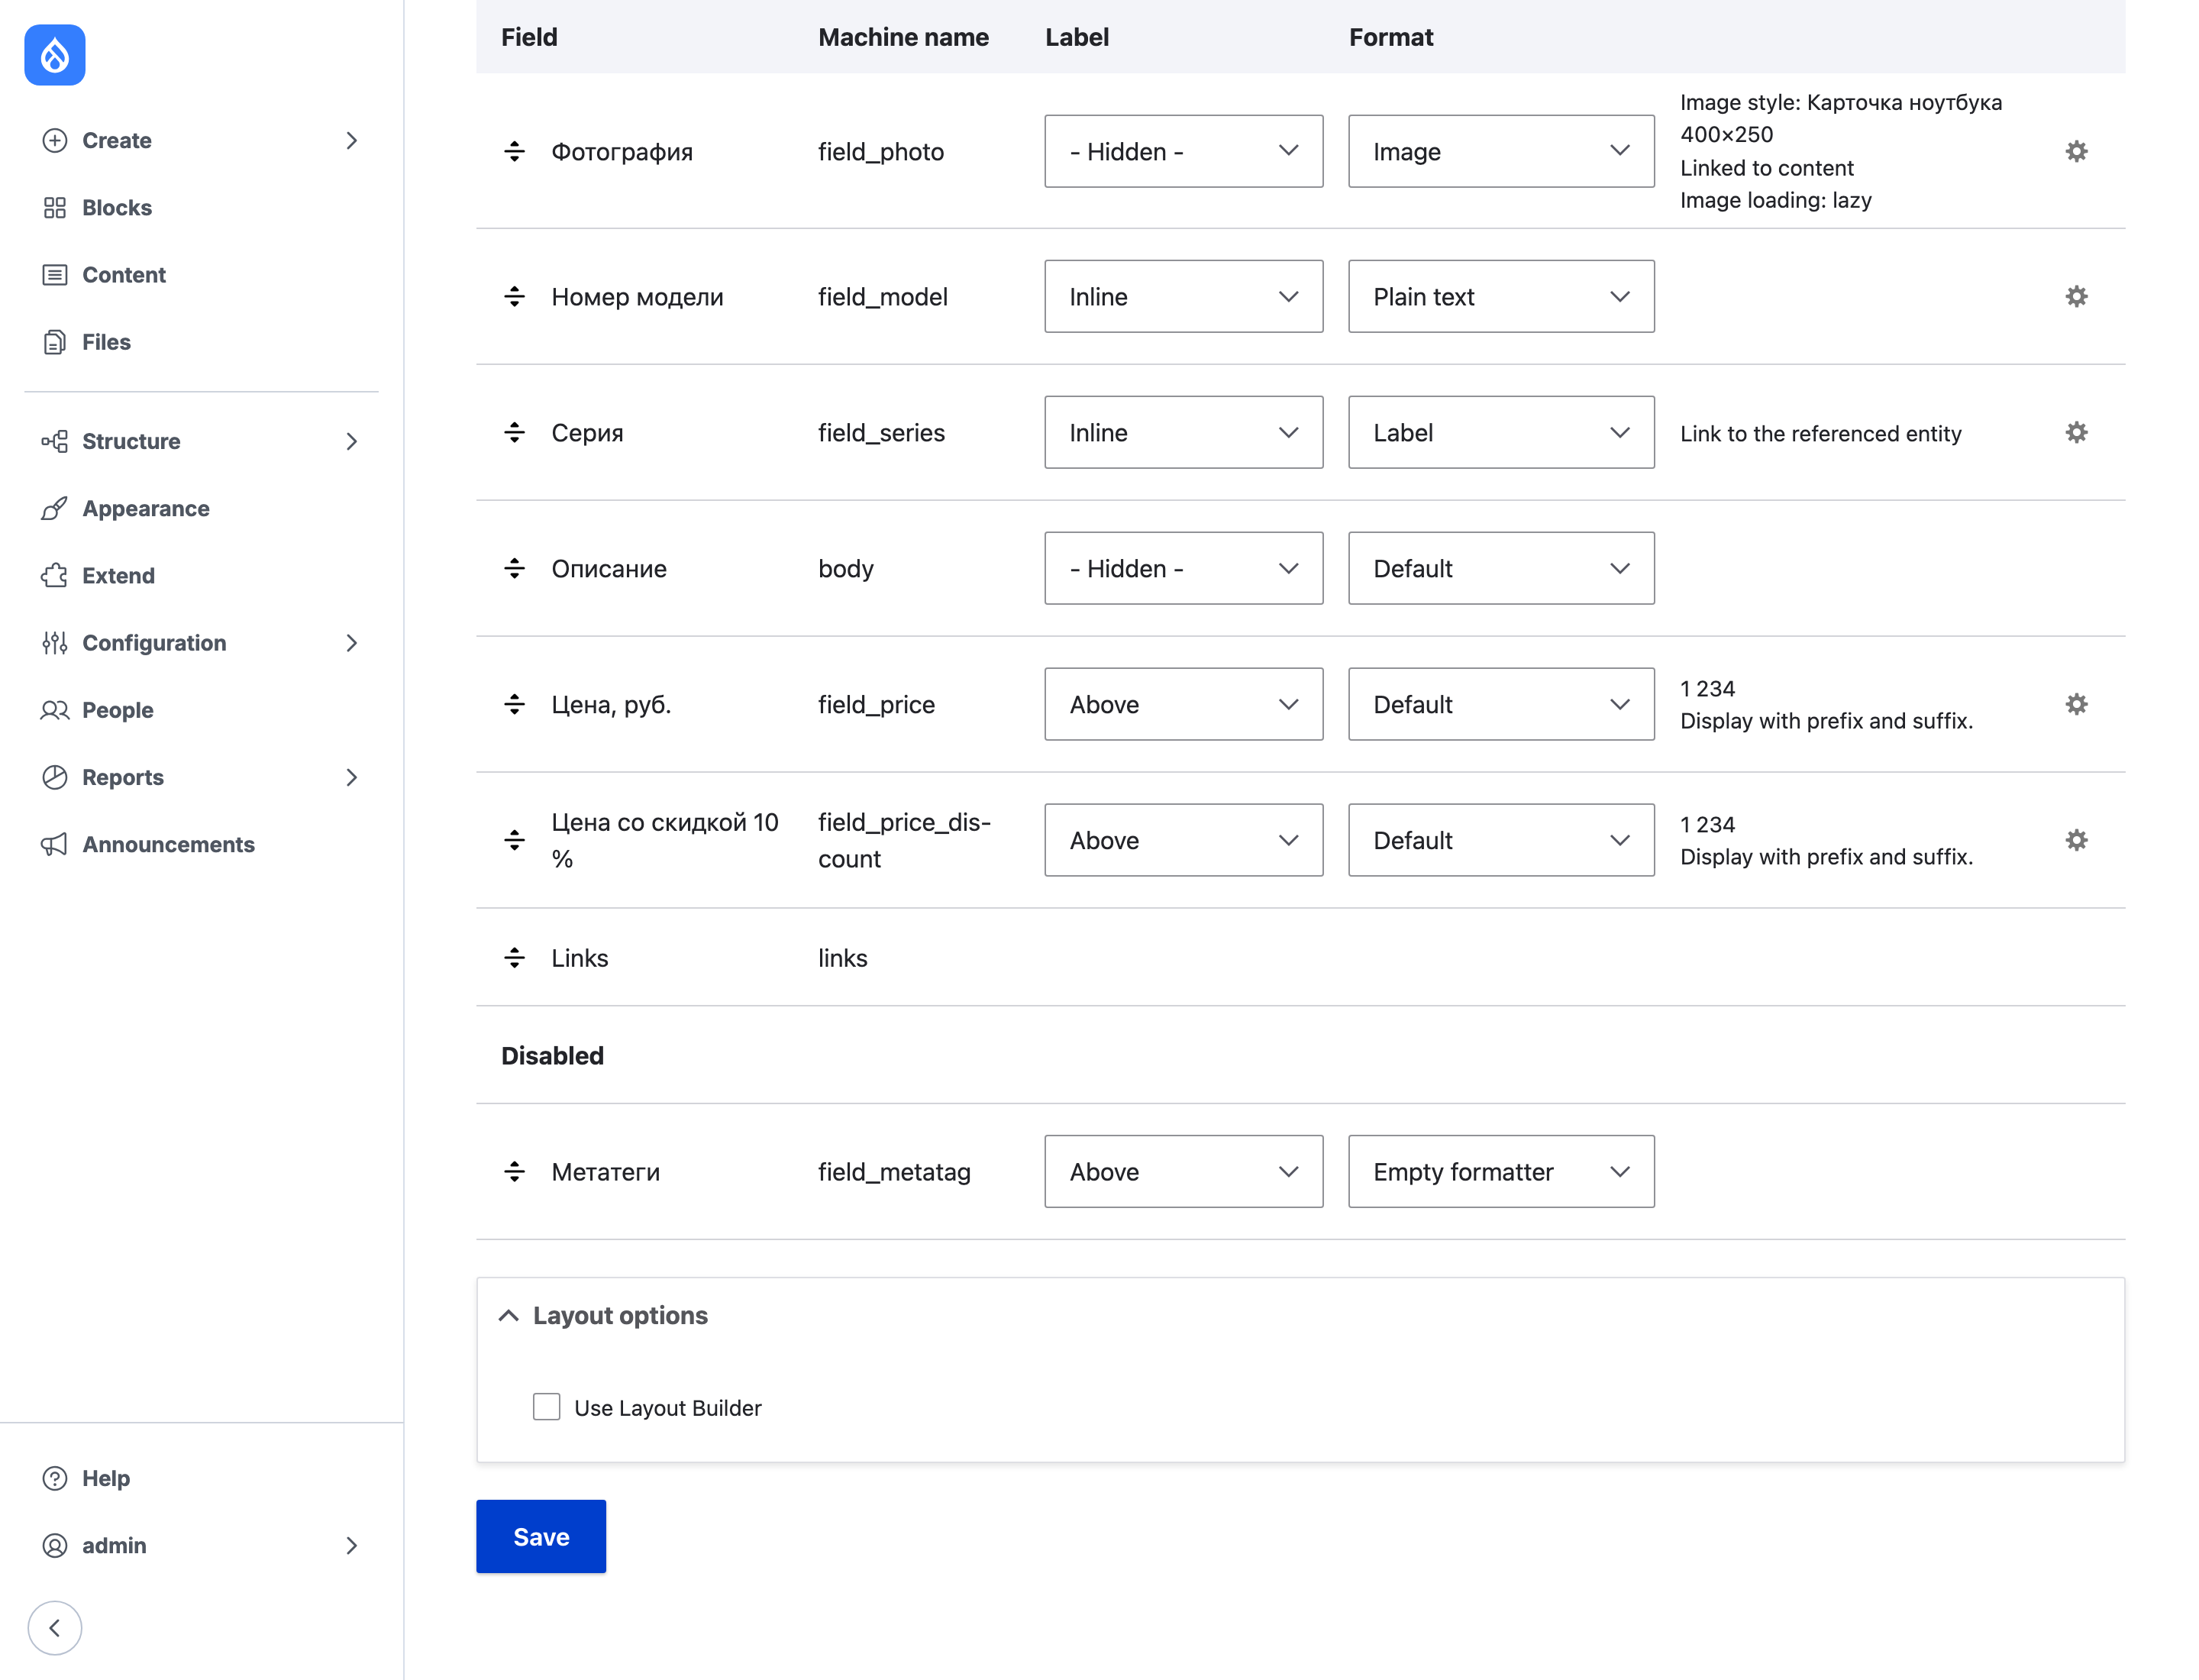 Create
Blocks
Content
Files
Structure
Appearance
Extend
Configuration
People
Reports
Announcements
Help
admin
Field Machine name Label Format
Фотография field_photo - Hidden - Image
Image style: Карточка ноутбука
400×250
Linked to content
Image loading: lazy
Номер модели field_model Inline Plain text
Серия field_series Inline Label Link to the referenced entity
Описание body - Hidden - Default
Цена, руб. field_price Above Default
1 234
Display with prefix and suffix.
Цена со скидкой 10
%
field_price_dis-
count
Above Default
1 234
Display with prefix and suffix.
Links links
Disabled
Метатеги field_metatag Above Empty formatter
Layout options
Use Layout Builder
Save